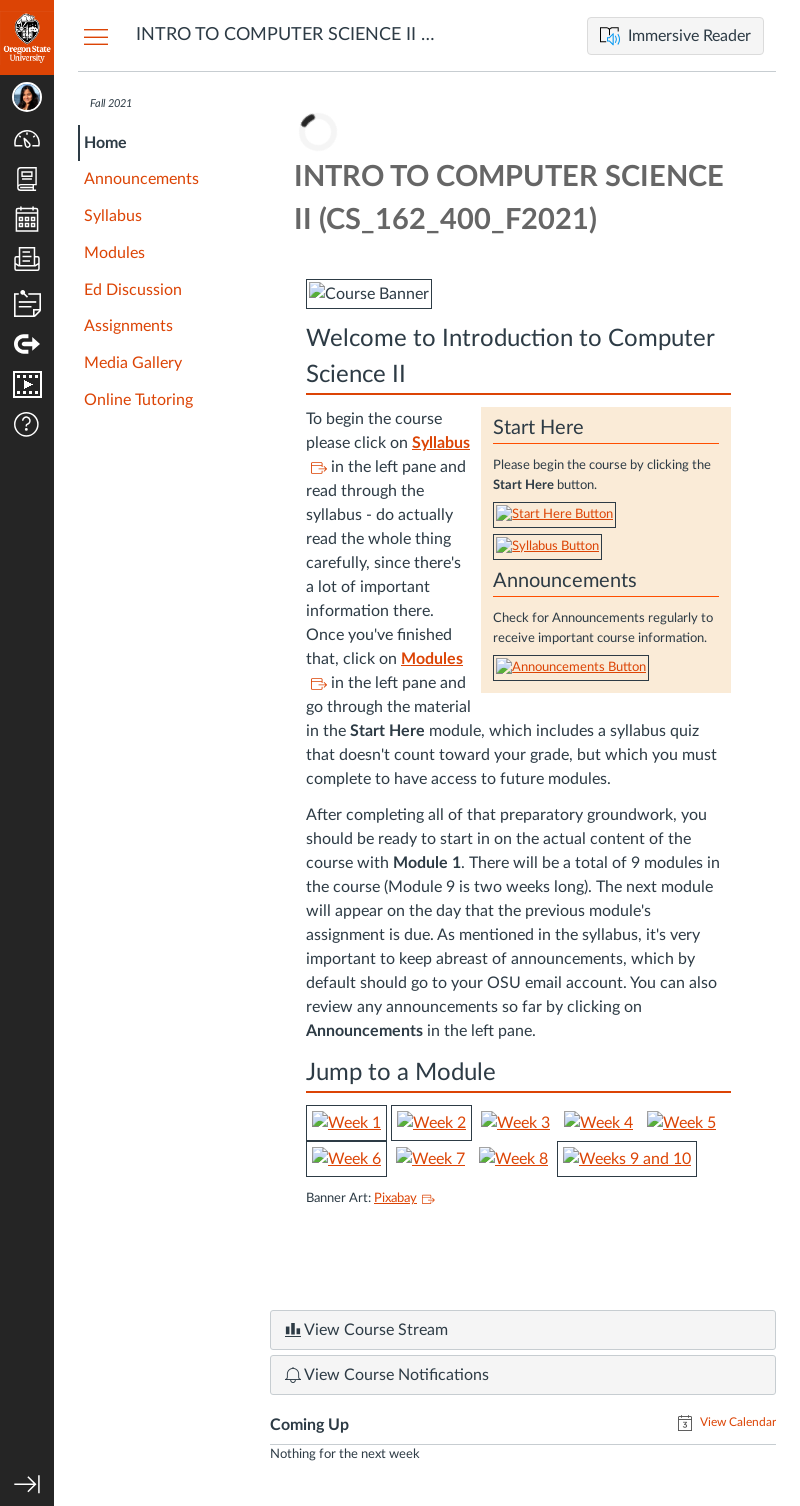 Oregon State
University
INTRO TO COMPUTER SCIENCE II ...
Immersive Reader
Fall 2021
Home
Announcements
Syllabus
Modules
Ed Discussion
Assignments
Media Gallery
Online Tutoring
INTRO TO COMPUTER SCIENCE
II (CS_162_400_F2021)
Course Banner
Welcome to Introduction to Computer
Science II
To begin the course
please click on Syllabus
in the left pane and
read through the
syllabus - do actually
read the whole thing
carefully, since there's
a lot of important
information there.
Once you've finished
that, click on Modules
in the left pane and
go through the material
in the Start Here module, which includes a syllabus quiz
that doesn't count toward your grade, but which you must
complete to have access to future modules.
Start Here
Please begin the course by clicking the
Start Here button.
Start Here Button
Syllabus Button
Announcements
Check for Announcements regularly to
receive important course information.
Announcements Button
After completing all of that preparatory groundwork, you
should be ready to start in on the actual content of the
course with Module 1. There will be a total of 9 modules in
the course (Module 9 is two weeks long). The next module
will appear on the day that the previous module's
assignment is due. As mentioned in the syllabus, it's very
important to keep abreast of announcements, which by
default should go to your OSU email account. You can also
review any announcements so far by clicking on
Announcements in the left pane.
Jump to a Module
Week 1 Week 2 Week 3 Week 4 Week 5
Week 6 Week 7 Week 8 Weeks 9 and 10
Banner Art: Pixabay
View Course Stream
View Course Notifications
Coming Up
3 View Calendar
Nothing for the next week